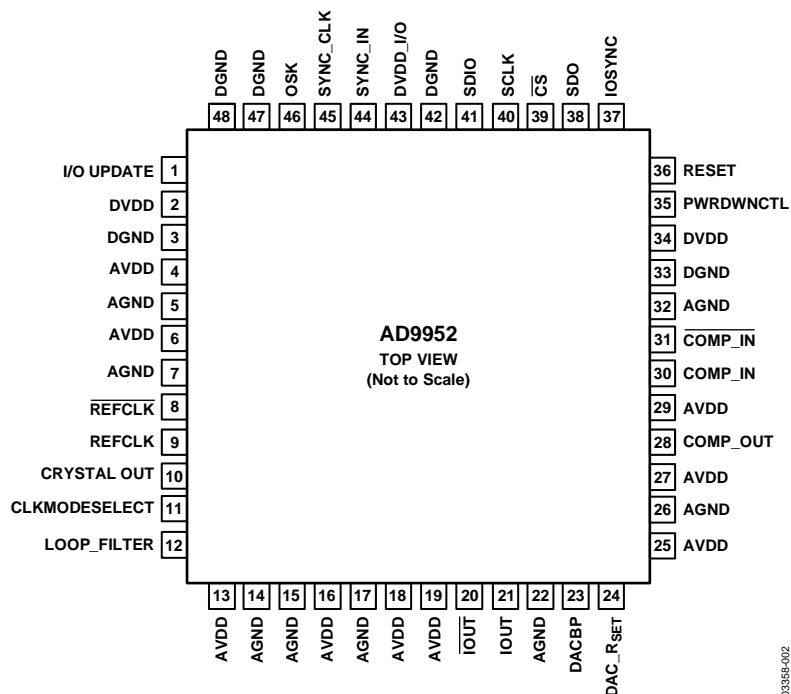 DGND
DGND
OSK
SYNC_CLK
SYNC_IN
DVDD_I/O
DGND
SDIO
SCLK
CS
SDO
IOSYNC
48 47 46 45 44 43 42 41 40 39 38 37
I/O UPDATE 1
DVDD 2
DGND 3
AVDD 4
AGND 5
AVDD 6
AGND 7
REFCLK 8
REFCLK 9
CRYSTAL OUT 10
CLKMODESELECT 11
LOOP_FILTER 12
AD9952
TOP VIEW
(Not to Scale)
36 RESET
35 PWRDWNCTL
34 DVDD
33 DGND
32 AGND
31 COMP_IN
30 COMP_IN
29 AVDD
28 COMP_OUT
27 AVDD
26 AGND
25 AVDD
13 14 15 16 17 18 19 20 21 22 23 24
AVDD
AGND
AGND
AVDD
AGND
AVDD
AVDD
IOUT
IOUT
AGND
DACBP
DAC_RSET
03358-002